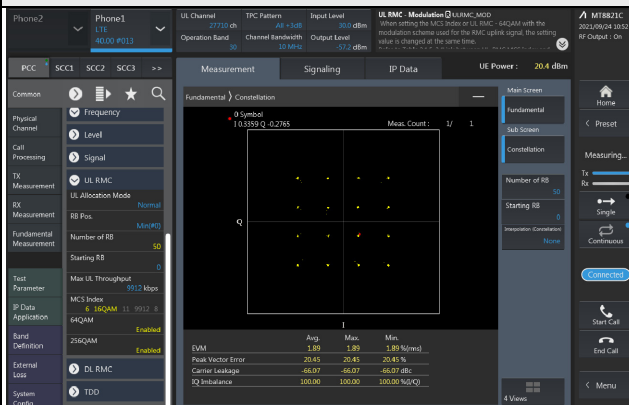 Phone2
Phone1
LTE
40.00 #013
UL Channel
27710 ch
TPC Pattern
All +3dB
Input Level
30.0 dBm
Operation Band
30
Channel Bandwidth
10 MHz
Output Level
-57.2 dBm
UL RMC - Modulation ULRMC_MOD
When setting the MCS Index or UL RMC - 64QAM with the
modulation scheme used for the RMC uplink signal, the setting
value is changed at the same time.
MT8821C
2021/09/24 10:52
RF Output : On
PCC
SCC1
SCC2
SCC3
>>
Measurement
Signaling
IP Data
UE Power : 20.4 dBm
Common
Physical
Channel
Call
Processing
TX
Measurement
RX
Measurement
Fundamental
Measurement
Test
Parameter
IP Data
Application
Band
Definition
External
Loss
System
Config
Frequency
Level
Signal
UL RMC
UL Allocation Mode
Normal
RB Pos.
Min(#0)
Number of RB
50
Starting RB
0
Max UL Throughput
9912 kbps
MCS Index
6 16QAM 11 9912 8
64QAM
Enabled
256QAM
Enabled
DL RMC
TDD
Fundamental ⟩ Constellation
0 Symbol
I 0.3359 Q -0.2765
Meas. Count : 1/ 1
Q
I
Avg. Max. Min.
EVM 1.89 1.89 1.89 %(rms)
Peak Vector Error 20.45 20.45 20.45 %
Carrier Leakage -66.07 -66.07 -66.07 dBc
IQ Imbalance 100.00 100.00 100.00 %(I/Q)
Main Screen
Fundamental
Sub Screen
Constellation
Number of RB
50
Starting RB
0
Interpolation (Constellation)
None
4 Views
Home
< Preset
Measuring...
Tx
Rx
Single
Continuous
Connected
Start Call
End Call
< Menu